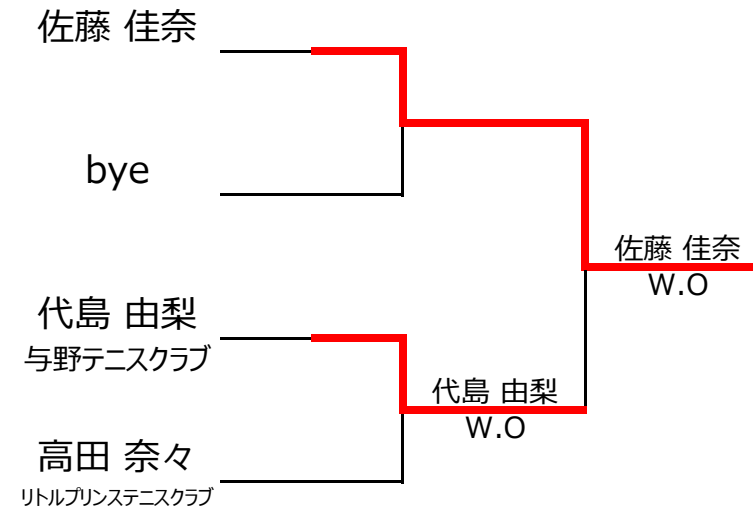 佐藤 佳奈
bye
佐藤 佳奈
W.O
代島 由梨
与野テニスクラブ
代島 由梨
W.O
高田 奈々
リトルプリンステニスクラブ